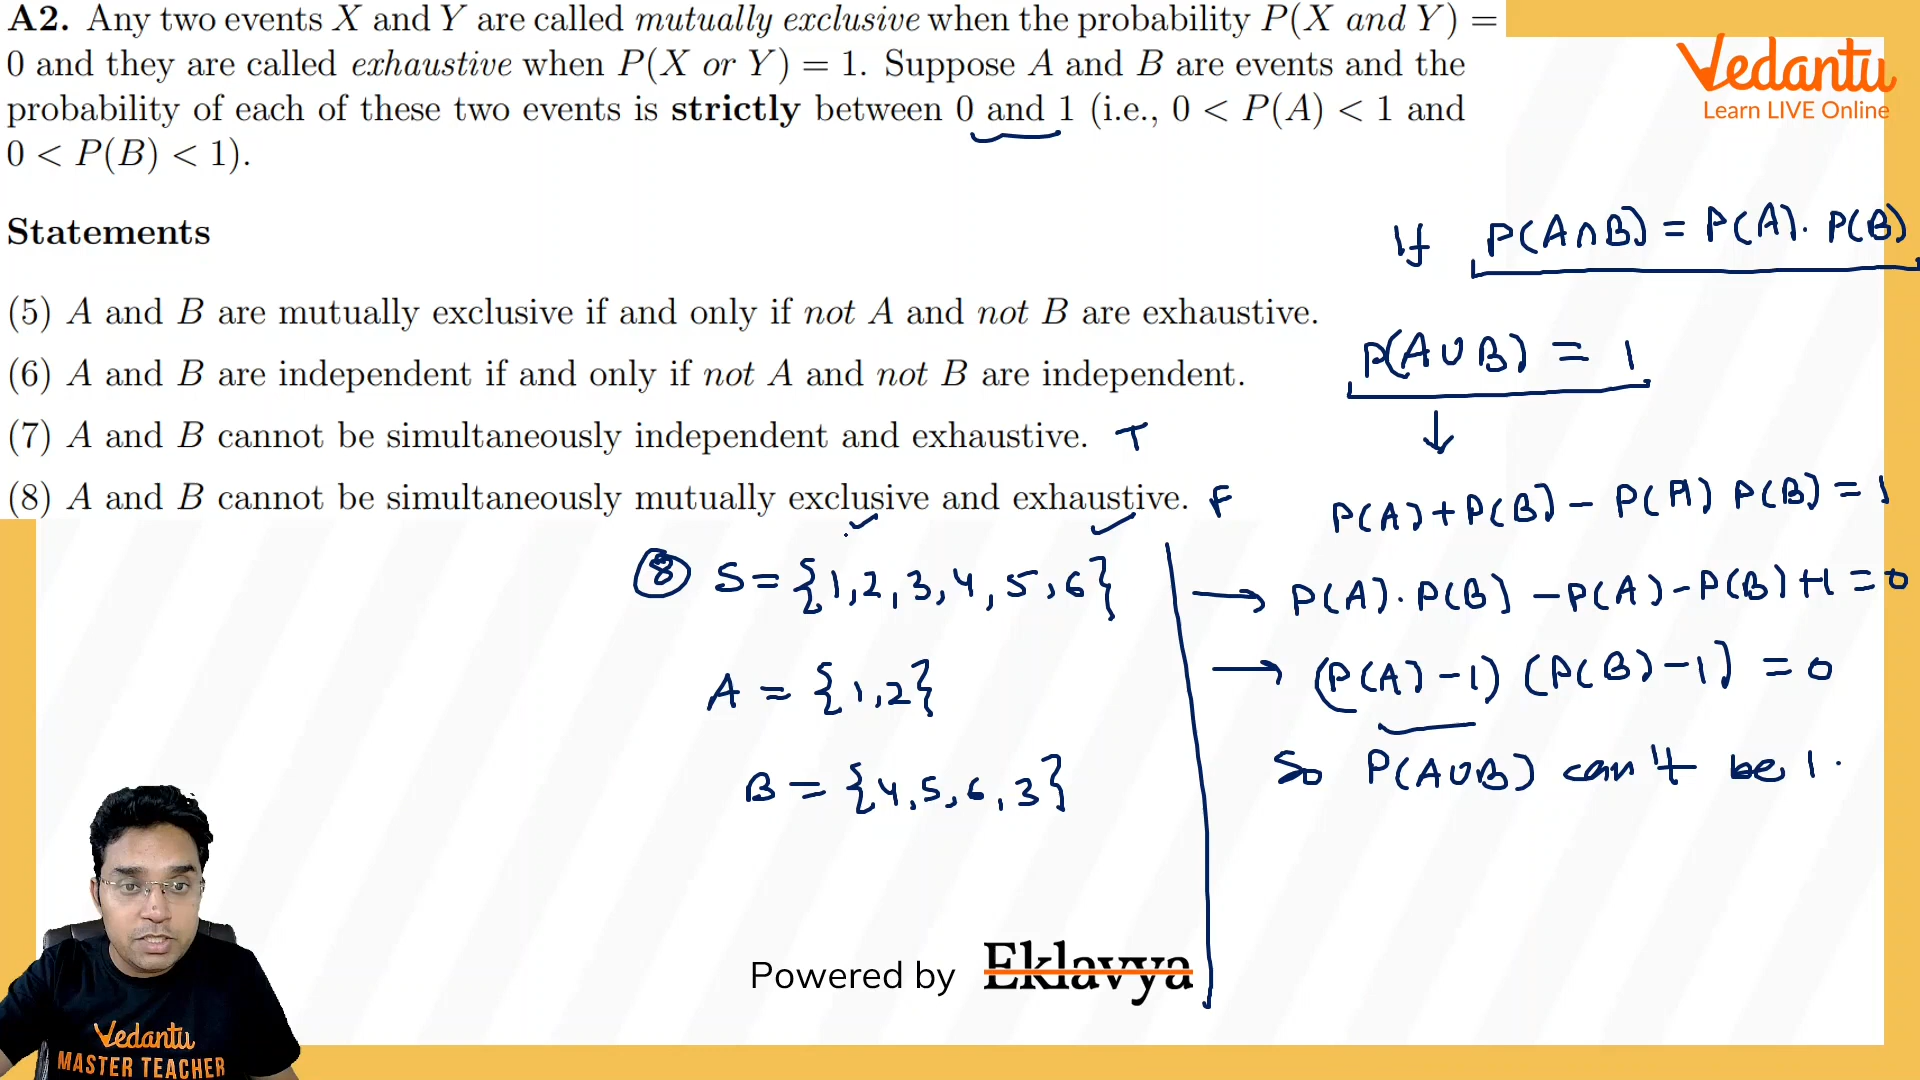 A2. Any two events X and Y are called mutually exclusive when the probability P(X and Y) =
0 and they are called exhaustive when P(X or Y) = 1. Suppose A and B are events and the
probability of each of these two events is strictly between 0 and 1 (i.e., 0 < P(A) < 1 and
0 < P(B) < 1).
Vedantu
Learn LIVE Online
Statements
(5) A and B are mutually exclusive if and only if not A and not B are exhaustive.
(6) A and B are independent if and only if not A and not B are independent.
(7) A and B cannot be simultaneously independent and exhaustive. T
(8) A and B cannot be simultaneously mutually exclusive and exhaustive. F
If P(A∩B) = P(A). P(B)
P(A∪B) = 1
↓
P(A)+P(B) - P(A) P(B) = 1
→ P(A). P(B) - P(A) - P(B) + 1 = 0
→ (P(A) - 1) (P(B) - 1) = 0
So P(A∪B) can't be 1.
(8) S = {1,2,3,4,5,6}
A = {1,2}
B = {4,5,6,3}
Powered by Eklavya
Vedantu
MASTER TEACHER